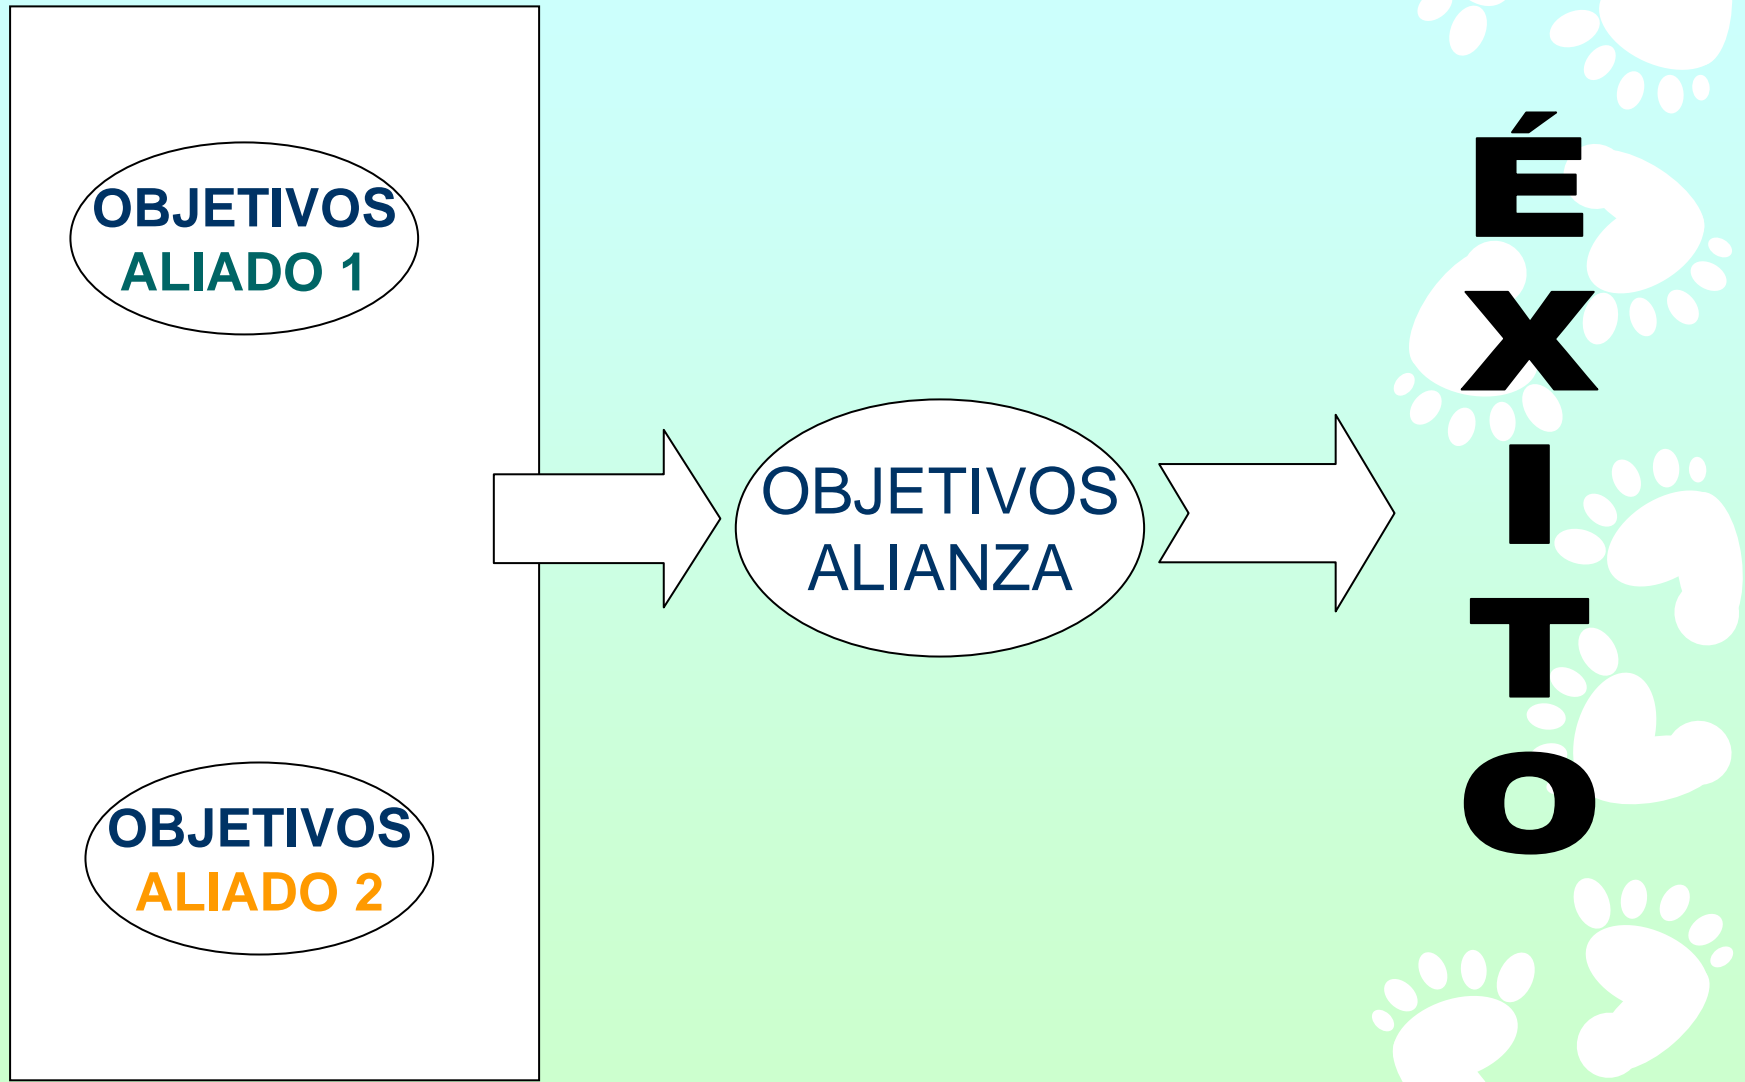 OBJETIVOS
ALIADO 1
OBJETIVOS
ALIADO 2
OBJETIVOS
ALIANZA
É
X
I
T
O